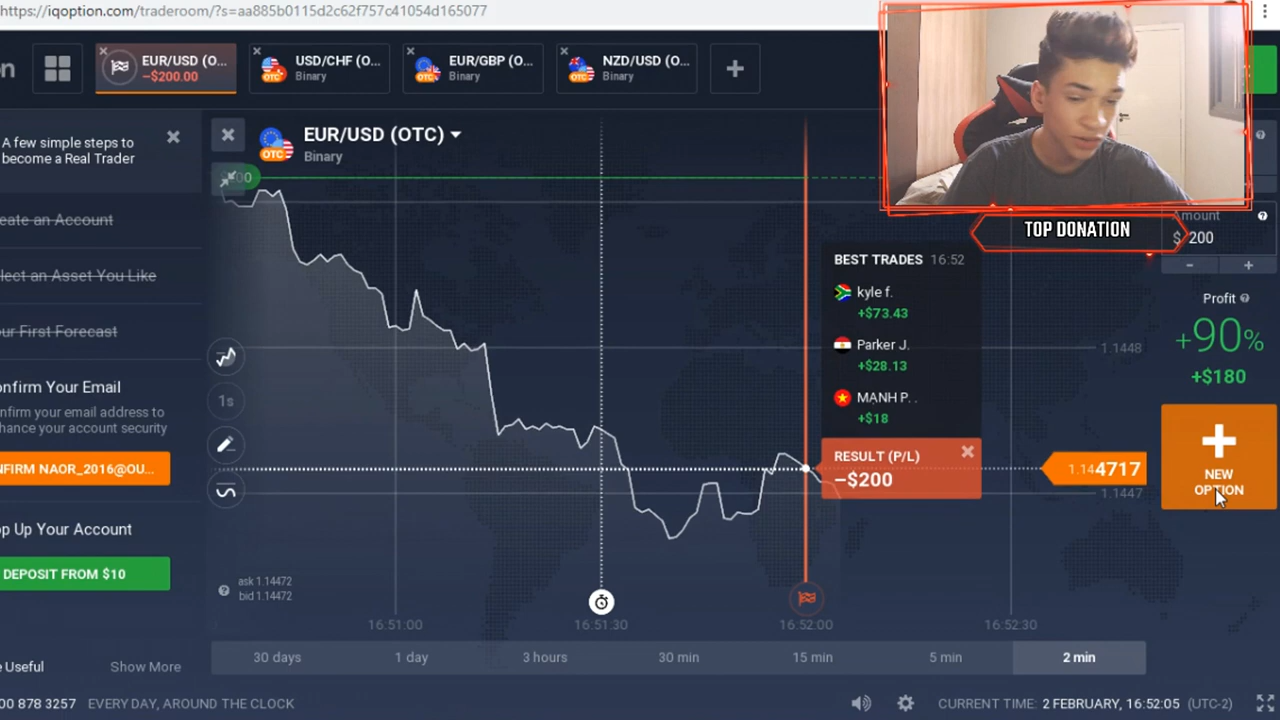 https://iqoption.com/traderoom/?s=aa885b0115d2c62f757c41054d165077
EUR/USD (O...
−$200.00
USD/CHF (O...
Binary
EUR/GBP (O...
Binary
NZD/USD (O...
Binary
A few simple steps to
become a Real Trader
eate an Account
lect an Asset You Like
ur First Forecast
onfirm Your Email
nfirm your email address to
hance your account security
NFIRM NAOR_2016@OU...
op Up Your Account
DEPOSIT FROM $10
e Useful
Show More
EUR/USD (OTC)
Binary
1s
ask 1.14472
bid 1.14472
TOP DONATION
BEST TRADES 16:52
kyle f.
+$73.43
Parker J.
+$28.13
MANH P. .
+$18
RESULT (P/L)
−$200
1.1448
1.144717
1.1447
Amount
$ 200
Profit
+90%
+$180
NEW
OPTION
16:51:00
16:51:30
16:52:00
16:52:30
30 days
1 day
3 hours
30 min
15 min
5 min
2 min
00 878 3257
EVERY DAY, AROUND THE CLOCK
CURRENT TIME: 2 FEBRUARY, 16:52:05 (UTC-2)